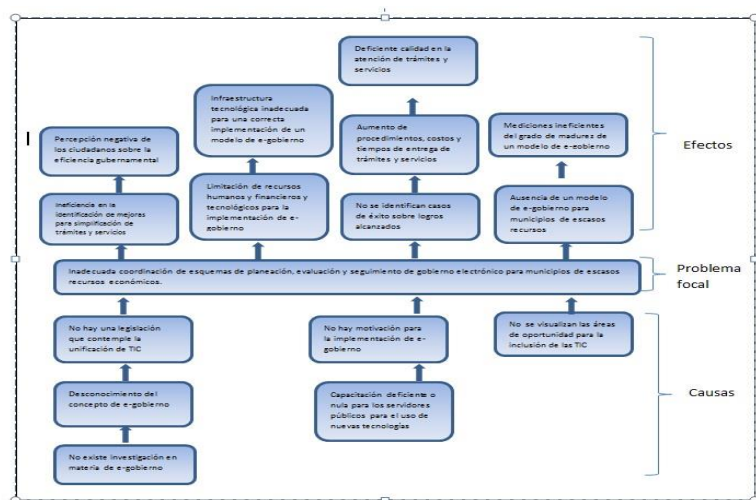 Deficiente calidad en la
atención de trámites y
servicios
Infraestructura
tecnológica inadecuada
para una correcta
implementación de un
modelo de e-gobierno
Percepción negativa de
los ciudadanos sobre la
eficiencia gubernamental
Aumento de
procedimientos, costos y
tiempos de entrega de
trámites y servicios
Mediciones ineficientes
del grado de madures de
un modelo de e-gobierno
Efectos
Ineficiencia en la
identificación de mejores
para simplificación de
trámites y servicios
Limitación de recursos
humanos y financieros y
tecnológicos para la
implementación de e-
gobierno
No se identifican casos
de éxito sobre logros
alcanzados
Ausencia de un modelo
de e-gobierno para
municipios de escasos
recursos
Inadecuada coordinación de esquemas de planeación, evaluación y seguimiento de gobierno electrónico para municipios de escasos
recursos económicos.
Problema
focal
No hay una legislación
que contemple la
unificación de TIC
No hay motivación para
la implementación de e-
gobierno
No se visualizan las áreas
de oportunidad para la
inclusión de las TIC
Desconocimiento del
concepto de e-gobierno
Capacitación deficiente o
nula para los servidores
públicos para el uso de
nuevas tecnologías
Causas
No existe investigación en
materia de e-gobierno